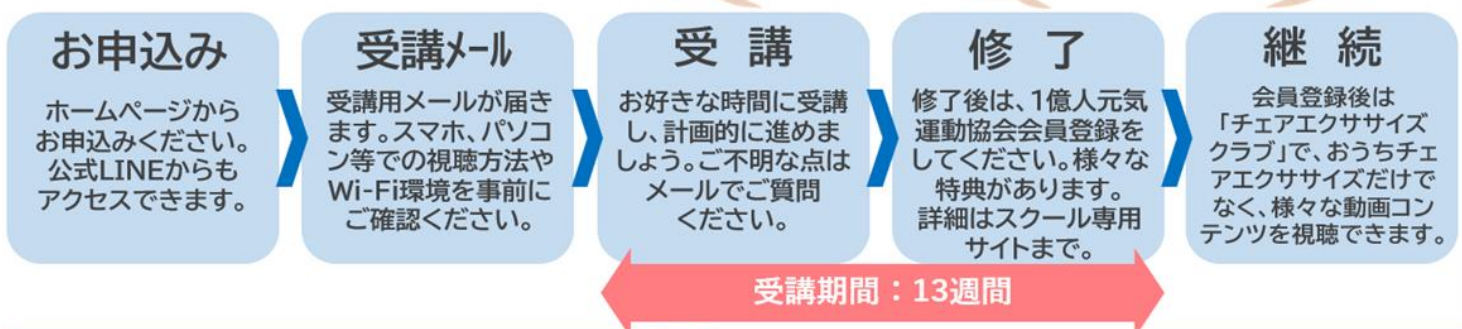 お申込み
ホームページから
お申込みください。
公式LINEからも
アクセスできます。
受講メール
受講用メールが届き
ます。スマホ、パソコ
ン等での視聴方法や
Wi-Fi環境を事前に
ご確認ください。
受 講
お好きな時間に受講
し、計画的に進めま
しょう。ご不明な点は
メールでご質問
ください。
修 了
修了後は、1億人元気
運動協会会員登録を
してください。様々な
特典があります。
詳細はスクール専用
サイトまで。
継 続
会員登録後は
「チェアエクササイズ
クラブ」で、おうちチェ
アエクササイズだけで
なく、様々な動画コン
テンツを視聴できます。
受講期間：13週間